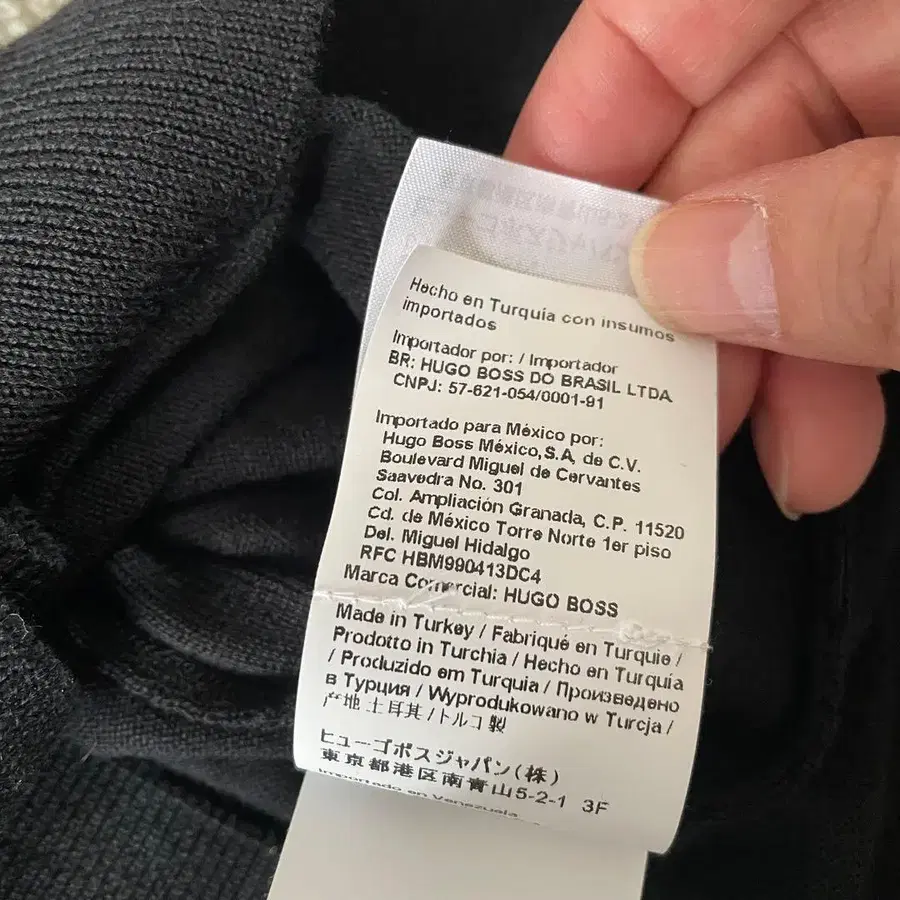 Hecho en Turquia con insumos
importados
Importador por: / Importador
BR: HUGO BOSS DO BRASIL LTDA
CNPJ: 57-621-054/0001-91
Importado para México por:
Hugo Boss México,S.A, de C.V.
Boulevard Miguel de Cervantes
Saavedra No. 301
Col. Ampliación Granada, C.P. 11520
Cd. de México Torre Norte 1er piso
Del. Miguel Hidalgo
RFC HBM990413DC4
Marca Comercial: HUGO BOSS
Made in Turkey / Fabriqué en Turquie /
Prodotto in Turchia / Hecho en Turquia
/ Produzido em Turquia / Произведено
в Турция / Wyprodukowano w Turcja /
产地 土耳其 / トルコ製
ヒューゴボスジャパン(株)
東京都港区南青山5-2-1 3F
Importado en Venezuela